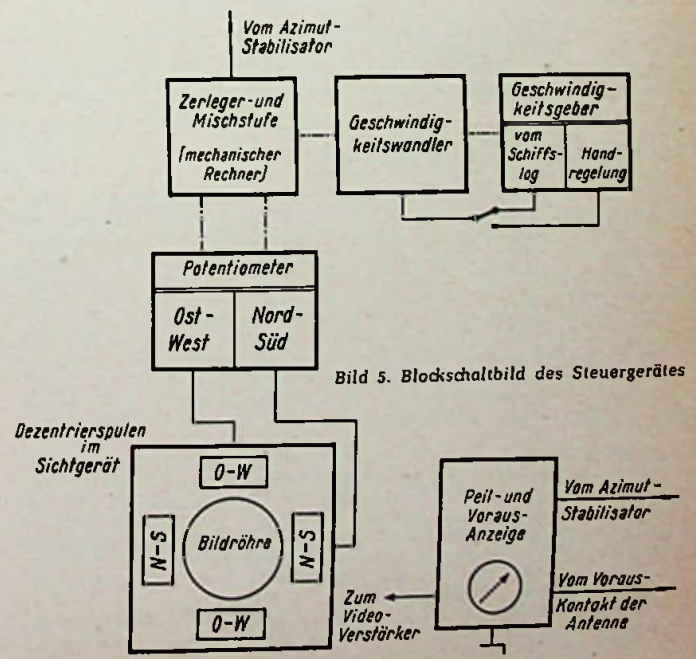 Vom Azimut-
Stabilisator
Zerleger-und
Mischstufe
[mechanischer
Rechner]
Geschwindig-
keitswandler
Geschwindig-
keitsgeber
vom
Schiffs-
log
Hand-
regelung
Potentiometer
Ost-
West
Nord-
Süd
Bild 5. Blockschaltbild des Steuergerätes
Dezentrierspulen
im
Sichtgerät
O-W
N-S
Bildröhre
N-S
O-W
Peil-und
Voraus-
Anzeige
Vom Azimut-
Stabilisator
Vom Voraus-
Kontakt der
Antenne
Zum
Video-
Verstärker